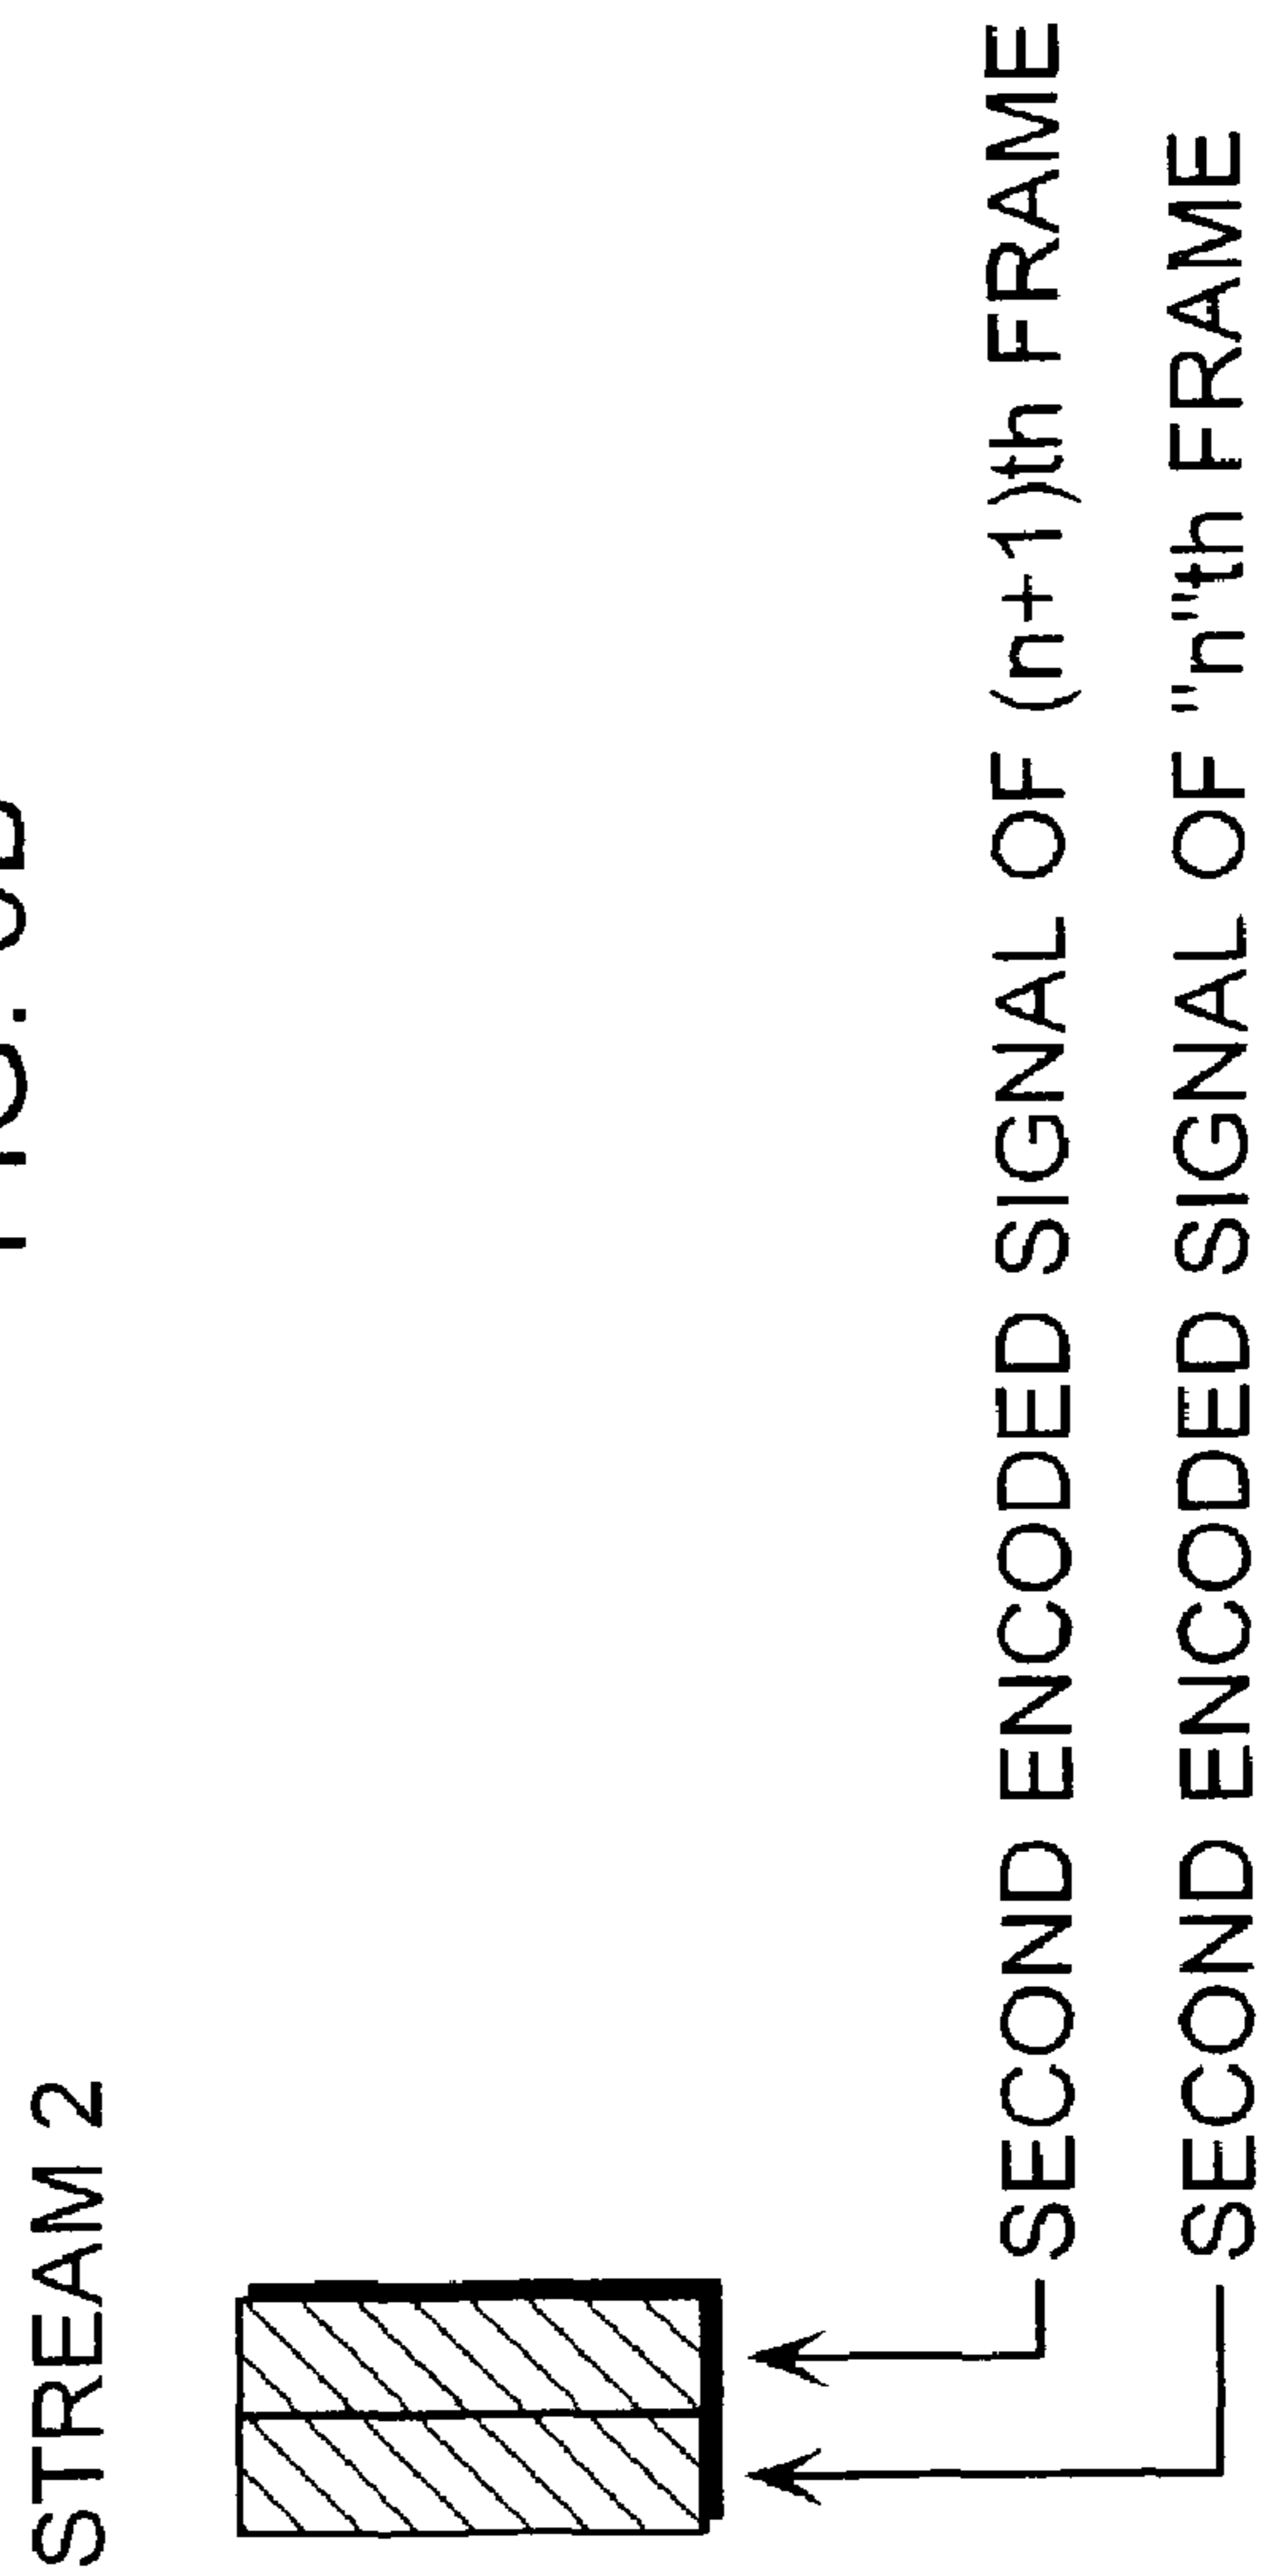 STREAM 2
SECOND ENCODED SIGNAL OF (n+1)th FRAME
SECOND ENCODED SIGNAL OF "n"th FRAME